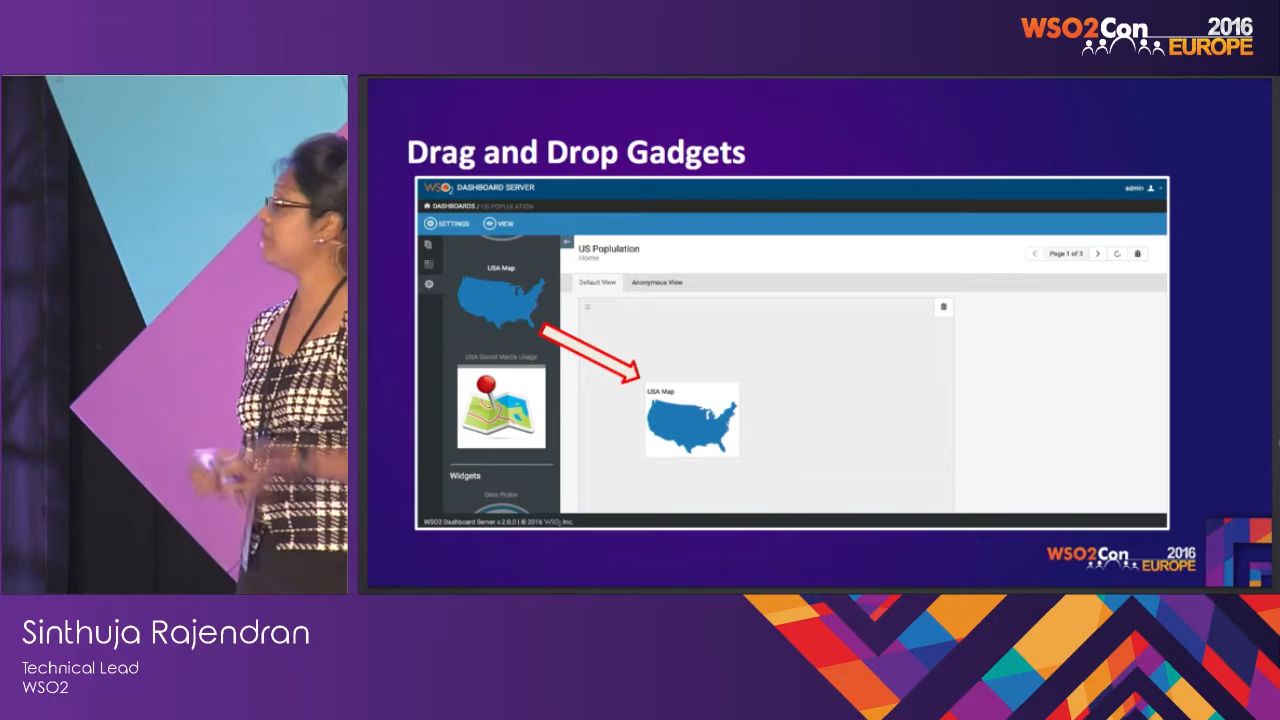 WSO2Con 2016
EUROPE
Drag and Drop Gadgets
WSO2 DASHBOARD SERVER
admin
DASHBOARDS / US POPLULATION
SETTINGS VIEW
US Poplulation
Home
Page 1 of 3
USA Map
Default View Anonymous View
USA Social Media Usage
USA Map
Widgets
Date Picker
WSO2 Dashboard Server v.2.0.0 | © 2016 WSO2 Inc.
WSO2Con 2016
EUROPE
Sinthuja Rajendran
Technical Lead
WSO2